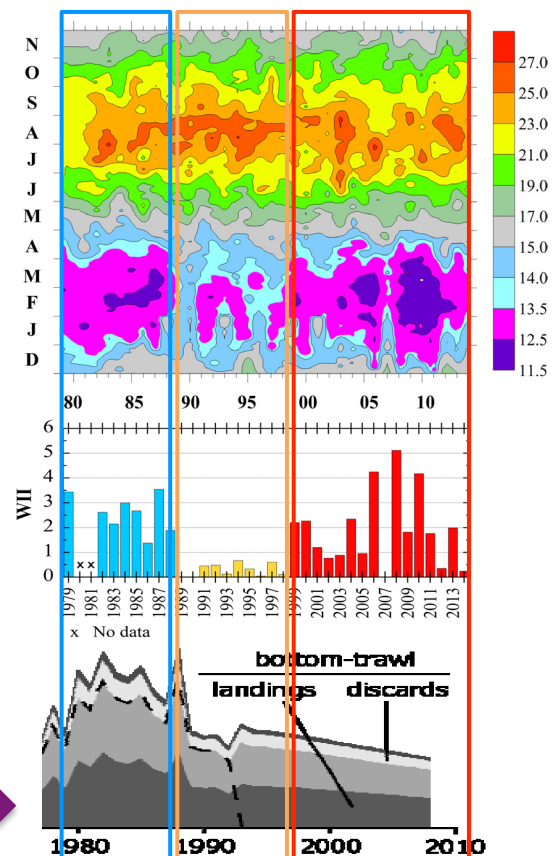 N
O
S
A
J
J
M
A
M
F
J
D
27.0
25.0
23.0
21.0
19.0
17.0
15.0
14.0
13.5
12.5
11.5
80 85 90 95 00 05 10
WII
6
5
4
3
2
1
0
x x
1979 1981 1983 1985 1987 1989 1991 1993 1995 1997 1999 2001 2003 2005 2007 2009 2011 2013
x No data
bottom-trawl
landings discards
1980 1990 2000 2010